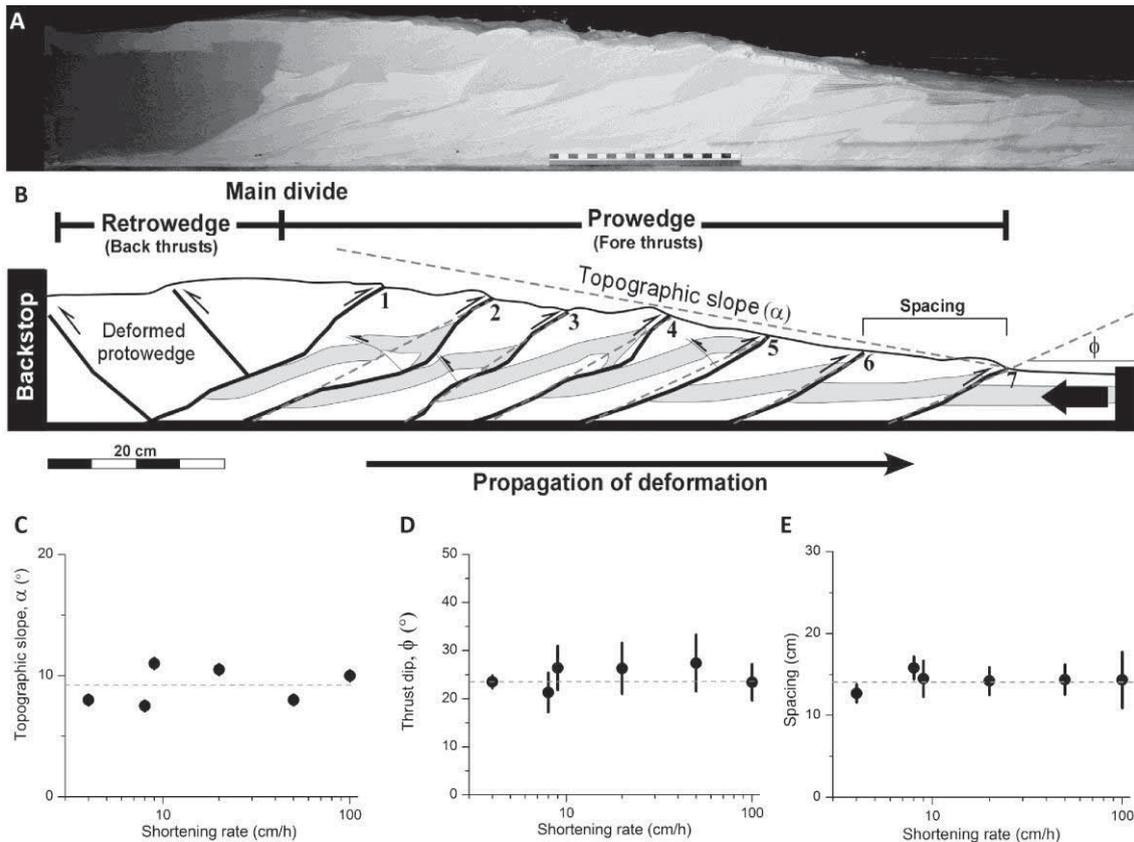 A
B
Main divide
Retrowedge
(Back thrusts)
Prowedge
(Fore thrusts)
Backstop
Deformed
protowedge
Topographic slope (α)
Spacing
ϕ
1
2
3
4
5
6
7
20 cm
Propagation of deformation
C
Topographic slope, α (°)
20
10
0
10
100
Shortening rate (cm/h)
D
Thrust dip, ϕ (°)
50
40
30
20
10
0
10
100
Shortening rate (cm/h)
E
Spacing (cm)
30
20
15
10
0
10
100
Shortening rate (cm/h)